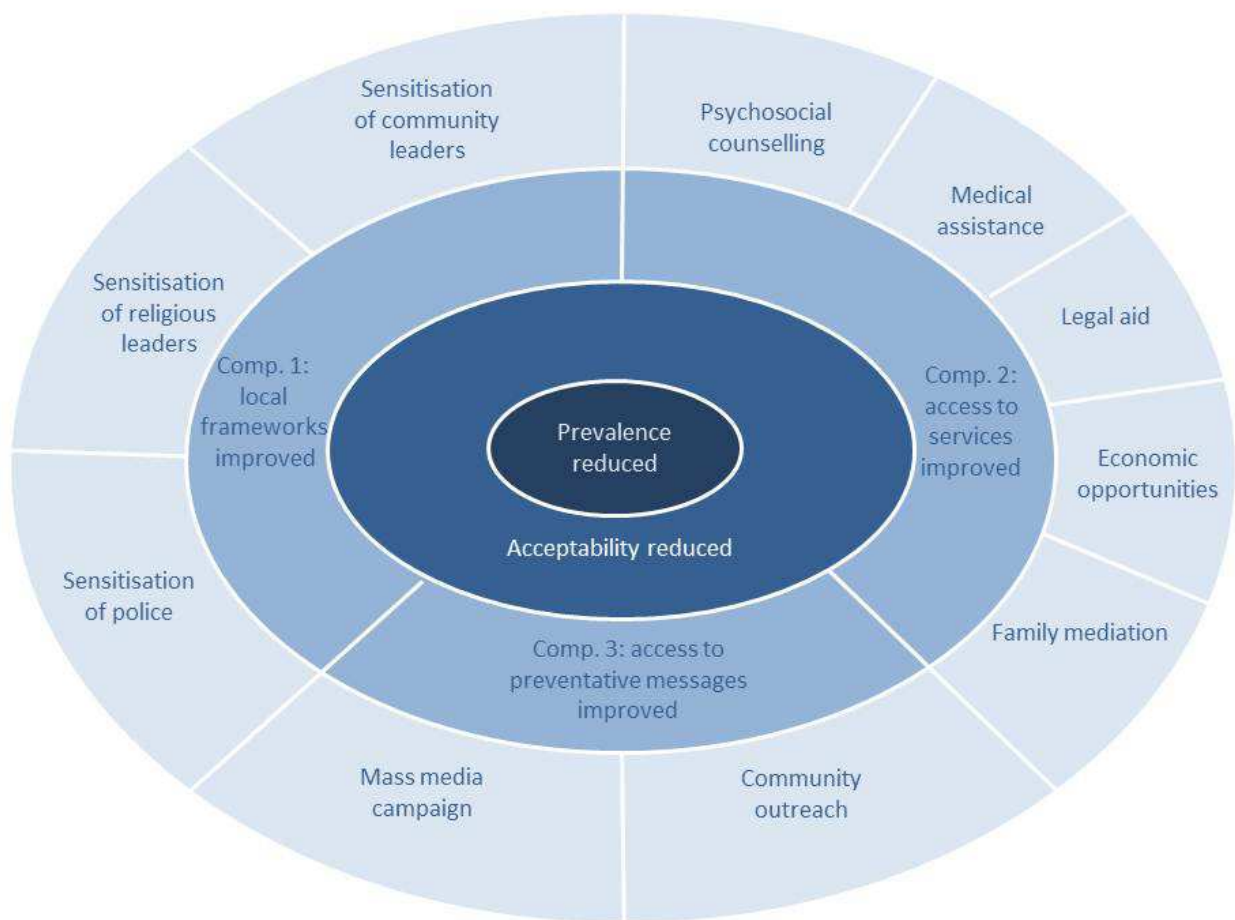 Sensitisation
of community
leaders
Psychosocial
counselling
Medical
assistance
Sensitisation
of religious
leaders
Legal aid
Comp. 1:
local
frameworks
improved
Comp. 2:
access to
services
improved
Prevalence
reduced
Economic
opportunities
Acceptability reduced
Sensitisation
of police
Family mediation
Comp. 3: access to
preventative messages
improved
Mass media
campaign
Community
outreach